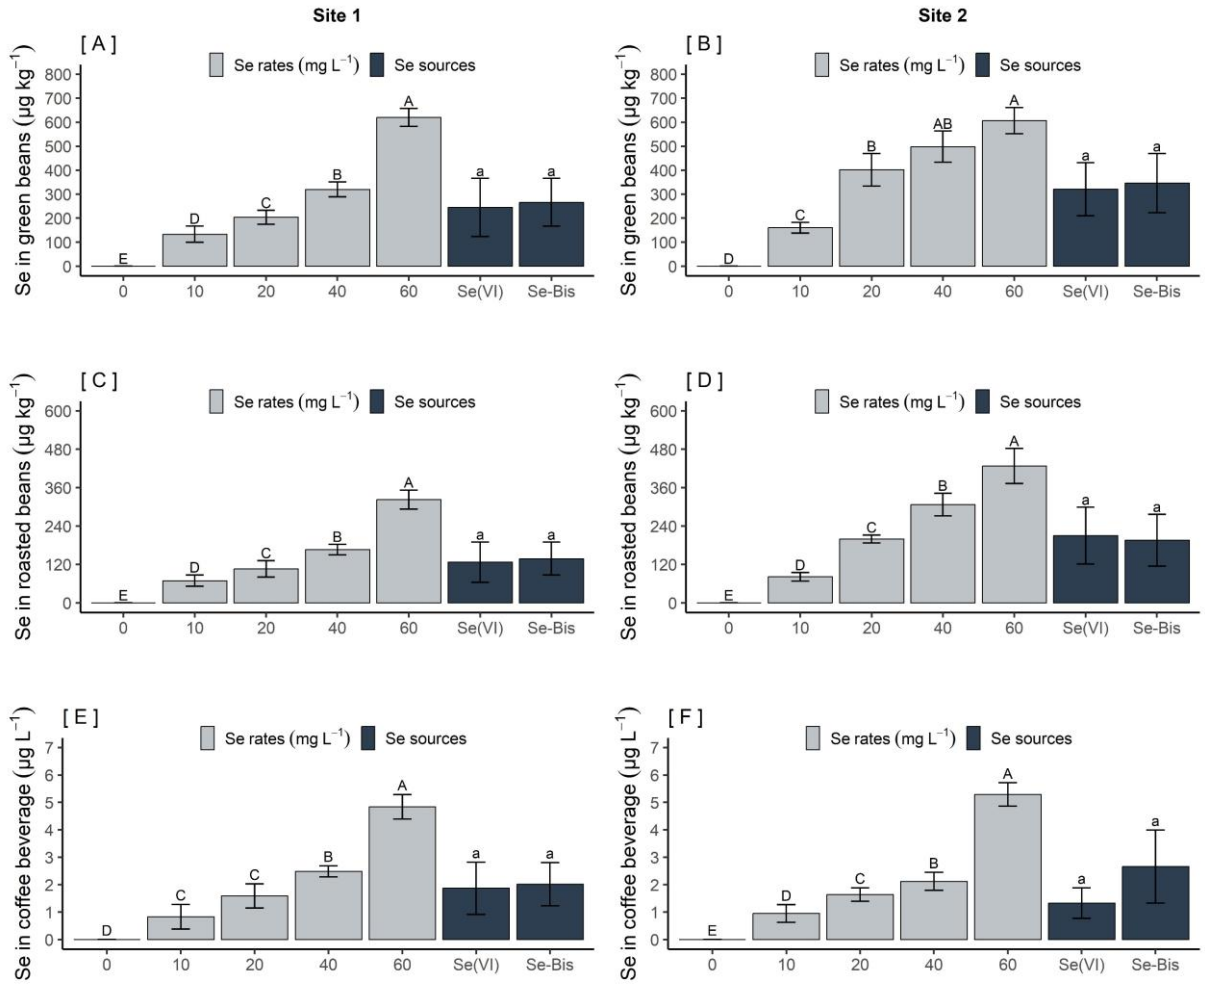 Site 1
Site 2
[ A ]
Se rates (mg L⁻¹) Se sources
Se in green beans (µg kg⁻¹)
800
700
600
500
400
300
200
100
0
E
D
C
B
A
a
a
0 10 20 40 60 Se(VI) Se-Bis
[ B ]
Se rates (mg L⁻¹) Se sources
Se in green beans (µg kg⁻¹)
800
700
600
500
400
300
200
100
0
D
C
B
AB
A
a
a
0 10 20 40 60 Se(VI) Se-Bis
[ C ]
Se rates (mg L⁻¹) Se sources
Se in roasted beans (µg kg⁻¹)
600
480
360
240
120
0
E
D
C
B
A
a
a
0 10 20 40 60 Se(VI) Se-Bis
[ D ]
Se rates (mg L⁻¹) Se sources
Se in roasted beans (µg kg⁻¹)
600
480
360
240
120
0
E
D
C
B
A
a
a
0 10 20 40 60 Se(VI) Se-Bis
[ E ]
Se rates (mg L⁻¹) Se sources
Se in coffee beverage (µg L⁻¹)
7
6
5
4
3
2
1
0
D
C
C
B
A
a
a
0 10 20 40 60 Se(VI) Se-Bis
[ F ]
Se rates (mg L⁻¹) Se sources
Se in coffee beverage (µg L⁻¹)
7
6
5
4
3
2
1
0
E
D
C
B
A
a
a
0 10 20 40 60 Se(VI) Se-Bis